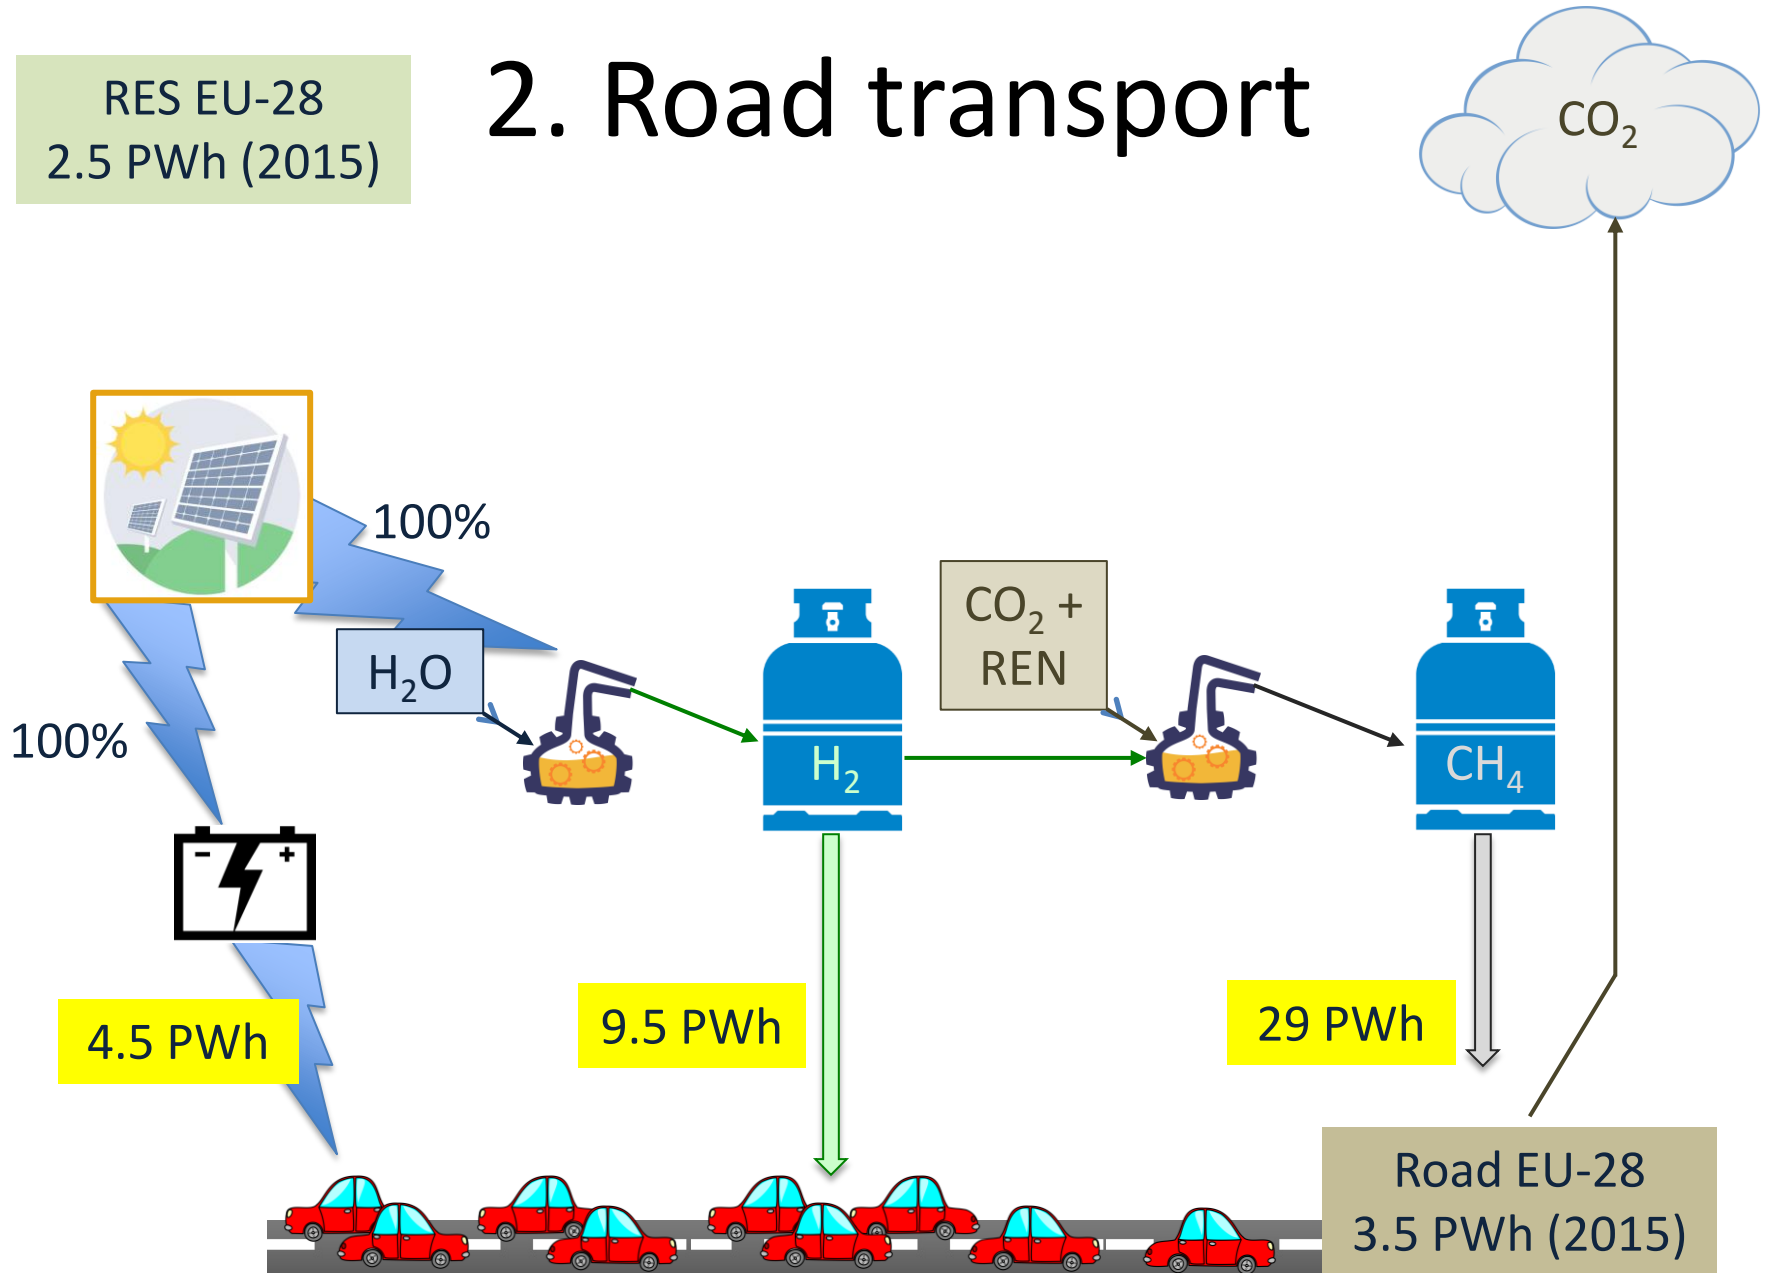 2. Road transport
RES EU-28
2.5 PWh (2015)
CO₂
100%
100%
H₂O
CO₂ +
REN
H₂
CH₄
- +
4.5 PWh
9.5 PWh
29 PWh
Road EU-28
3.5 PWh (2015)